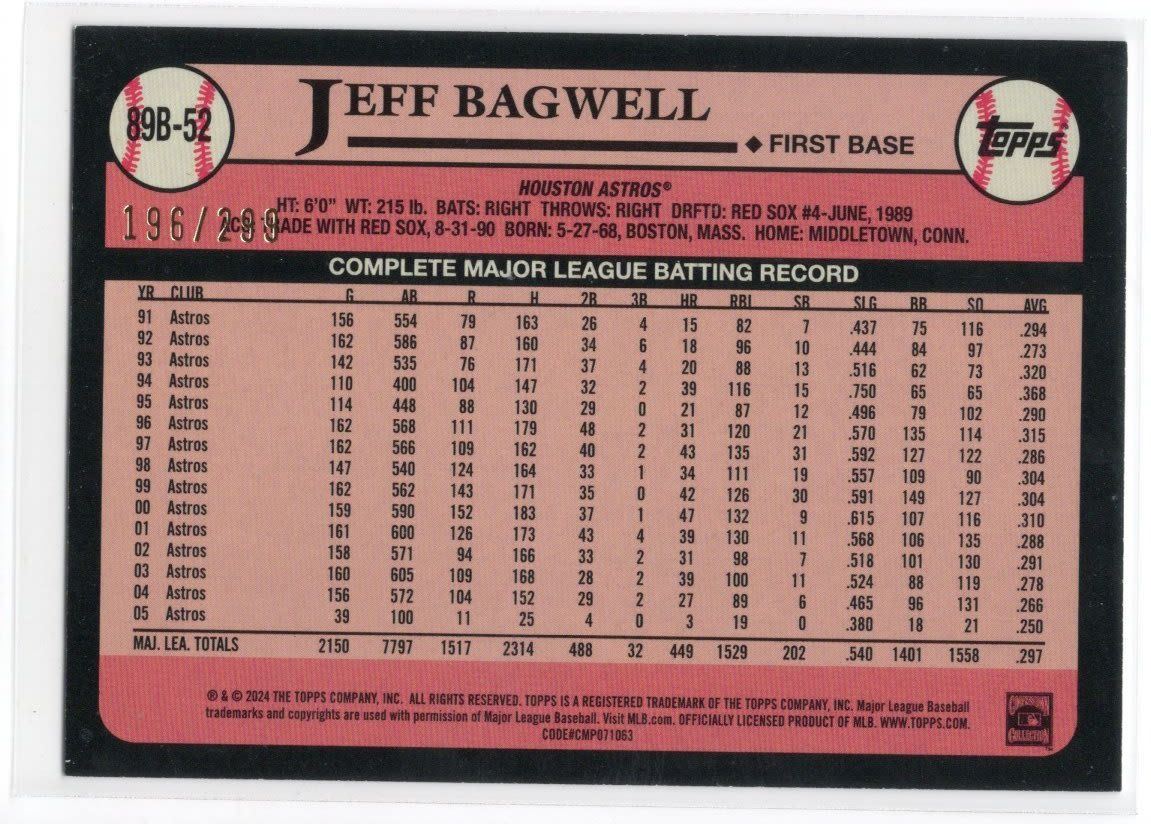 89B-52
JEFF BAGWELL
FIRST BASE
Topps
HOUSTON ASTROS®
HT: 6'0" WT: 215 lb. BATS: RIGHT THROWS: RIGHT DRFTD: RED SOX #4-JUNE, 1989
196/299
WITH RED SOX, 8-31-90 BORN: 5-27-68, BOSTON, MASS. HOME: MIDDLETOWN, CONN.
COMPLETE MAJOR LEAGUE BATTING RECORD
YR CLUB G AB R H 2B 3B HR RBI SB SLG BB SO AVG
91 Astros 156 554 79 163 26 4 15 82 7 .437 75 116 .294
92 Astros 162 586 87 160 34 6 18 96 10 .444 84 97 .273
93 Astros 142 535 76 171 37 4 20 88 13 .516 62 73 .320
94 Astros 110 400 104 147 32 2 39 116 15 .750 65 65 .368
95 Astros 114 448 88 130 29 0 21 87 12 .496 79 102 .290
96 Astros 162 568 111 179 48 2 31 120 21 .570 135 114 .315
97 Astros 162 566 109 162 40 2 43 135 31 .592 127 122 .286
98 Astros 147 540 124 164 33 1 34 111 19 .557 109 90 .304
99 Astros 162 562 143 171 35 0 42 126 30 .591 149 127 .304
00 Astros 159 590 152 183 37 1 47 132 9 .615 107 116 .310
01 Astros 161 600 126 173 43 4 39 130 11 .568 106 135 .288
02 Astros 158 571 94 166 33 2 31 98 7 .518 101 130 .291
03 Astros 160 605 109 168 28 2 39 100 11 .524 88 119 .278
04 Astros 156 572 104 152 29 2 27 89 6 .465 96 131 .266
05 Astros 39 100 11 25 4 0 3 19 0 .380 18 21 .250
MAJ. LEA. TOTALS 2150 7797 1517 2314 488 32 449 1529 202 .540 1401 1558 .297
® & © 2024 THE TOPPS COMPANY, INC. ALL RIGHTS RESERVED. TOPPS IS A REGISTERED TRADEMARK OF THE TOPPS COMPANY, INC. Major League Baseball
trademarks and copyrights are used with permission of Major League Baseball. Visit MLB.com. OFFICIALLY LICENSED PRODUCT OF MLB. WWW.TOPPS.COM.
CODE#CMP071063
COOPERSTOWN
COLLECTION